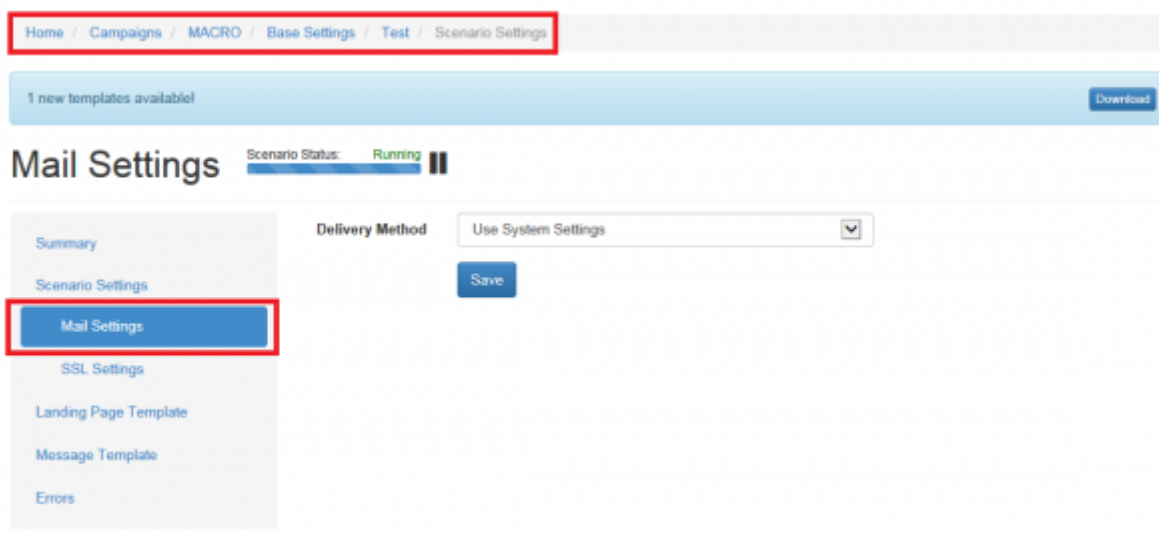 Home / Campaigns / MACRO / Base Settings / Test / Scenario Settings
1 new templates available!
Download
Mail Settings
Scenario Status: Running
Summary
Scenario Settings
Mail Settings
SSL Settings
Landing Page Template
Message Template
Errors
Delivery Method
Use System Settings
Save